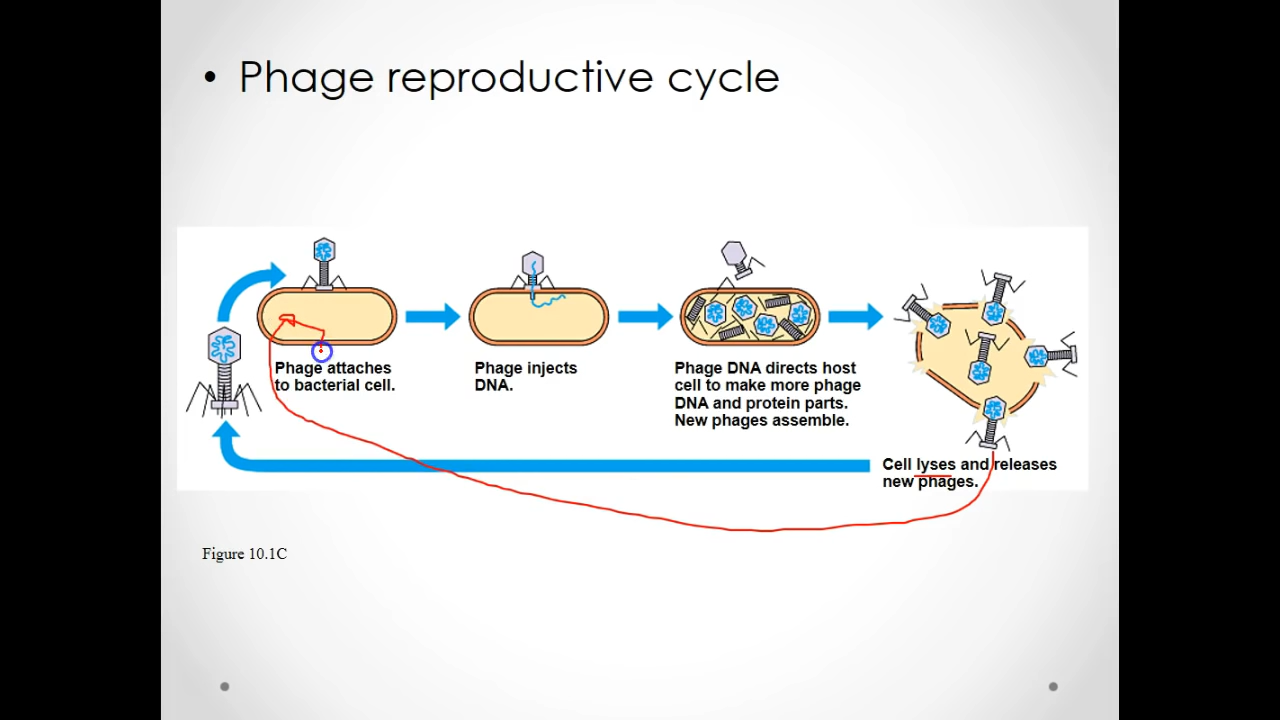 • Phage reproductive cycle
Phage attaches
to bacterial cell.
Phage injects
DNA.
Phage DNA directs host
cell to make more phage
DNA and protein parts.
New phages assemble.
Cell lyses and releases
new phages.
Figure 10.1C